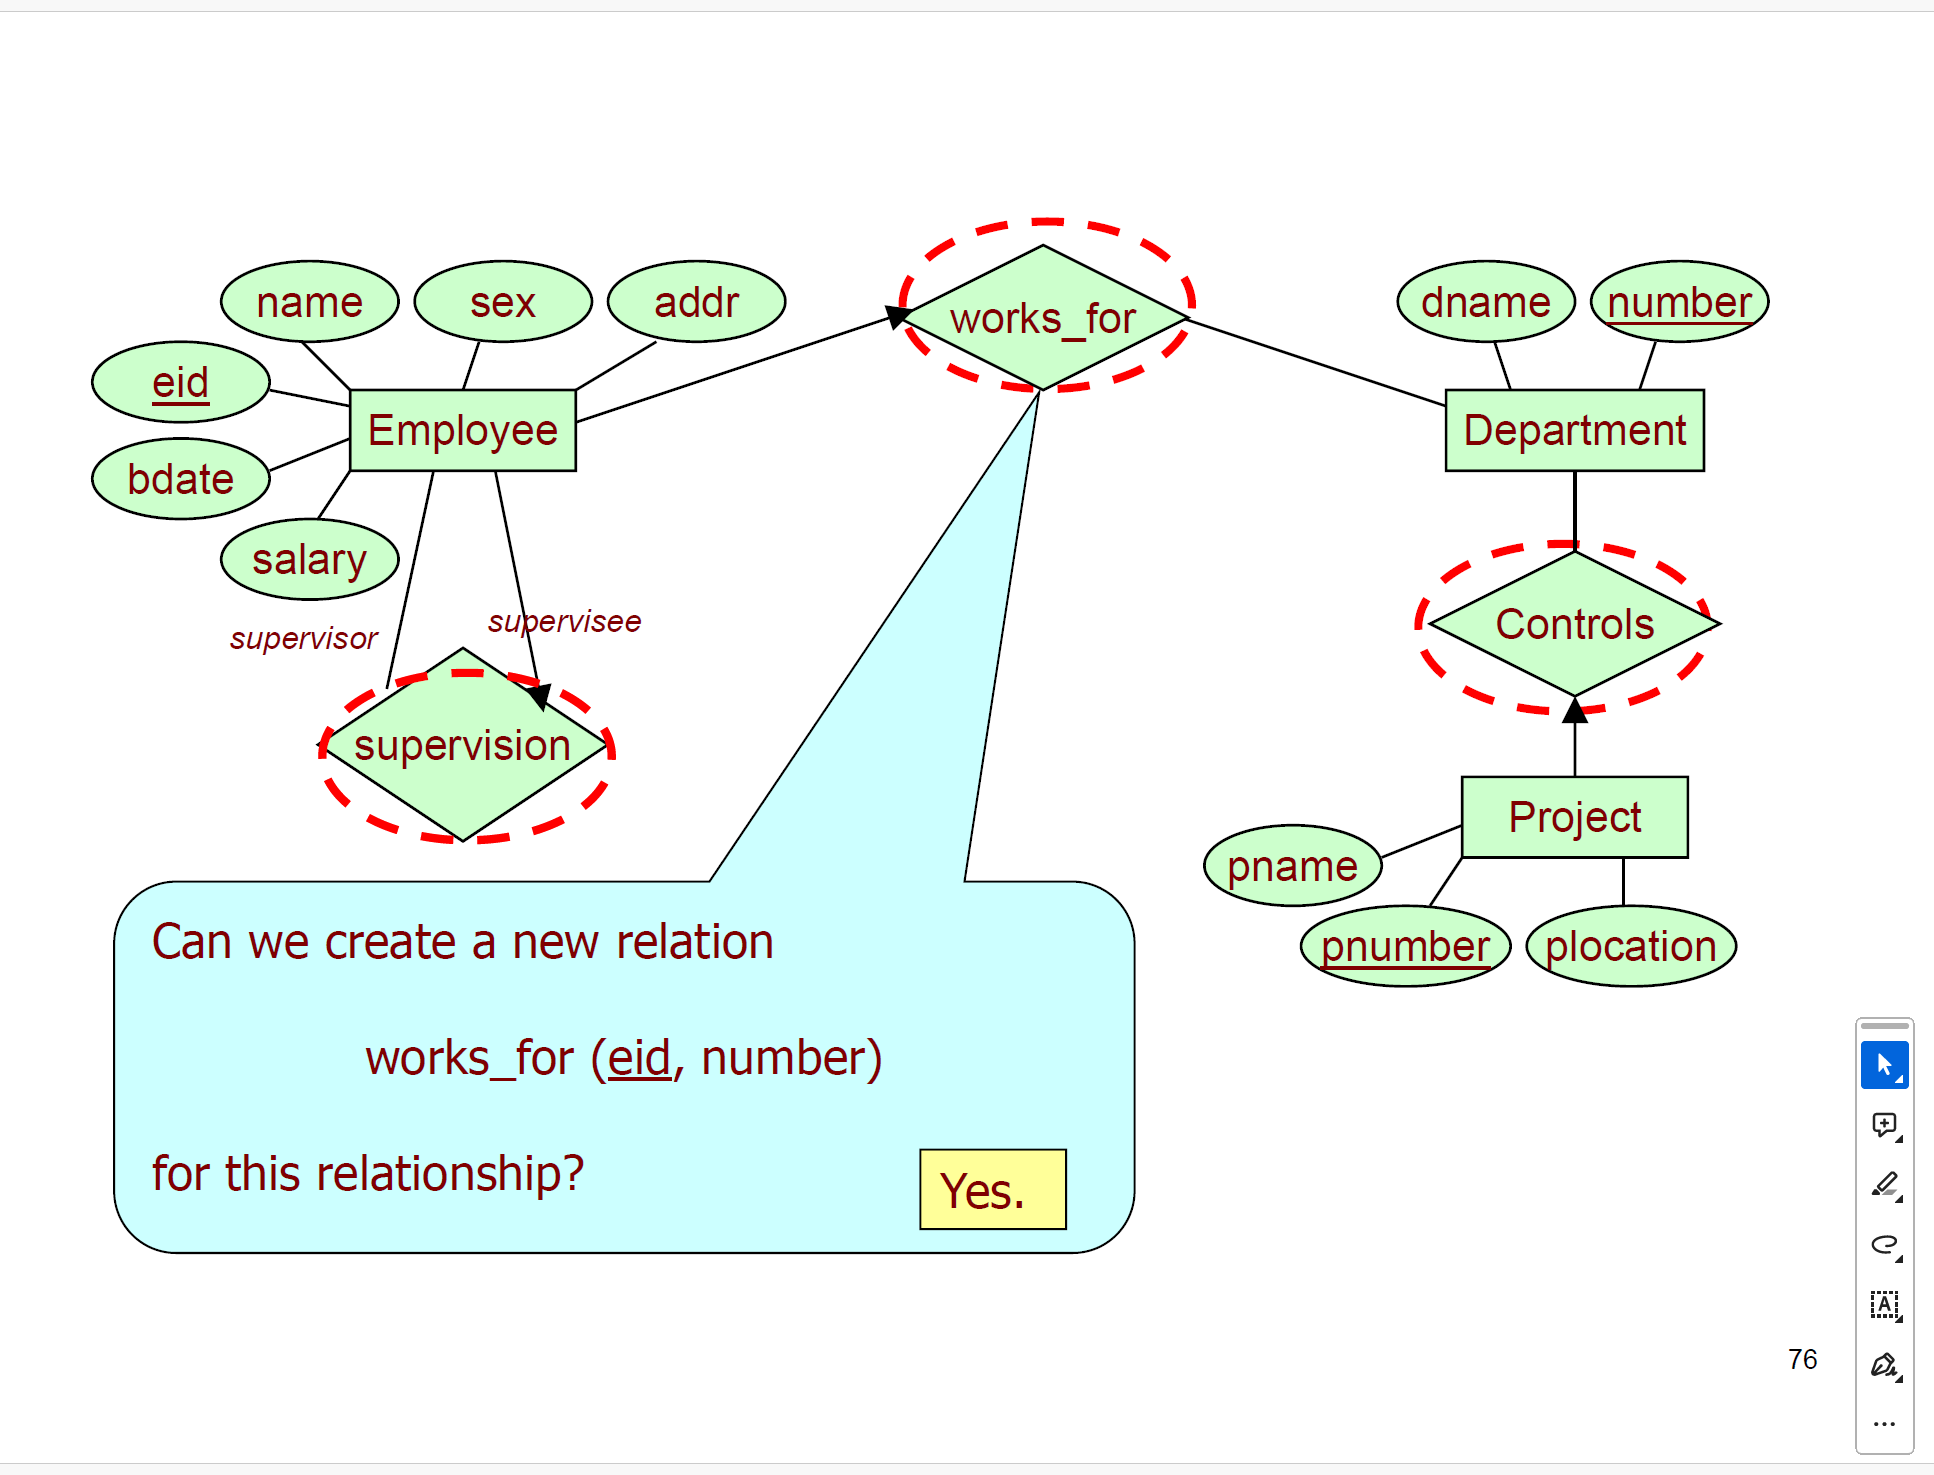 name
sex
addr
works_for
dname
number
eid
Employee
Department
bdate
salary
supervisor
supervisee
Controls
supervision
Project
pname
pnumber
plocation
Can we create a new relation
works_for (eid, number)
for this relationship?
Yes.
76
A